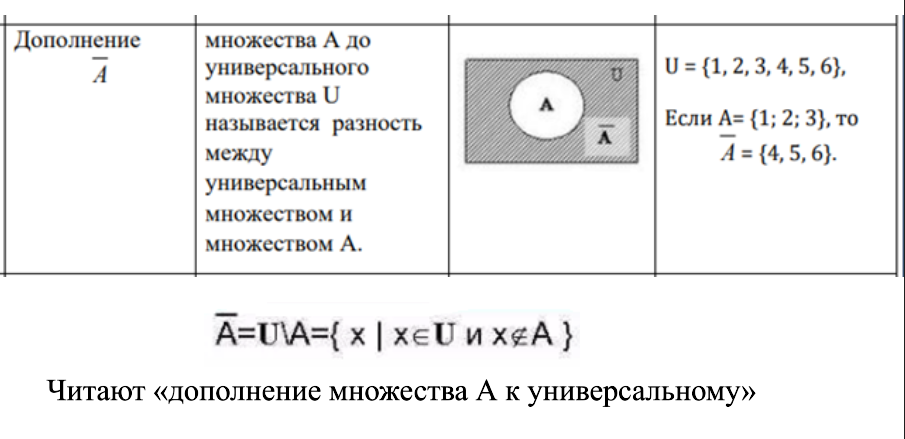 Дополнение
A̅
множества А до
универсального
множества U
называется разность
между
универсальным
множеством и
множеством А.
U
A
A̅
U = {1, 2, 3, 4, 5, 6},
Если A= {1; 2; 3}, то
A̅ = {4, 5, 6}.
A̅=U\A={ x | x∈U и x∉A }
Читают «дополнение множества А к универсальному»